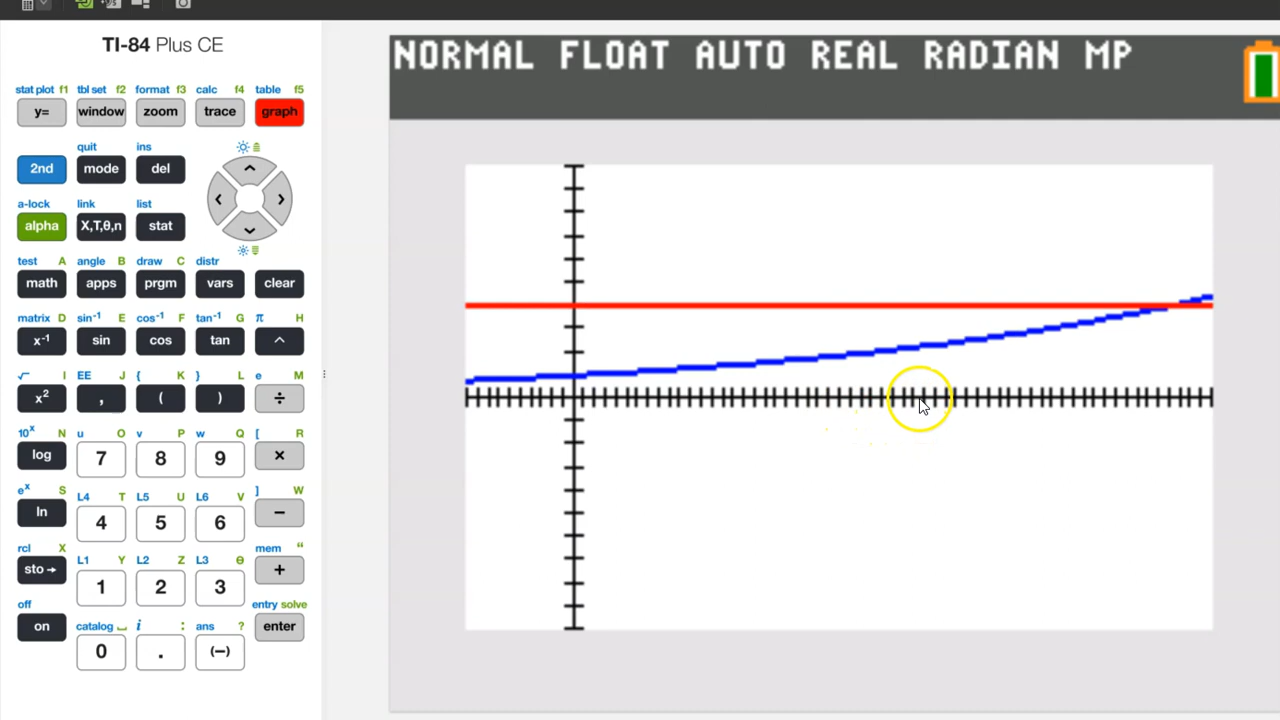 TI-84 Plus CE
NORMAL FLOAT AUTO REAL RADIAN MP
stat plot f1 tbl set f2 format f3 calc f4 table f5
y= window zoom trace graph
quit ins
2nd mode del
a-lock link list
alpha X,T,θ,n stat
test A angle B draw C distr
math apps prgm vars clear
matrix D sin⁻¹ E cos⁻¹ F tan⁻¹ G π H
x⁻¹ sin cos tan ^
√ I EE J { K } L e M
x² , ( ) ÷
10ˣ N u O v P w Q [ R
log 7 8 9 ×
eˣ S L4 T L5 U L6 V ] W
ln 4 5 6 −
rcl X L1 Y L2 Z L3 θ mem “
sto→ 1 2 3 +
off catalog ⎵ i : ans ? entry solve
on 0 . (−) enter